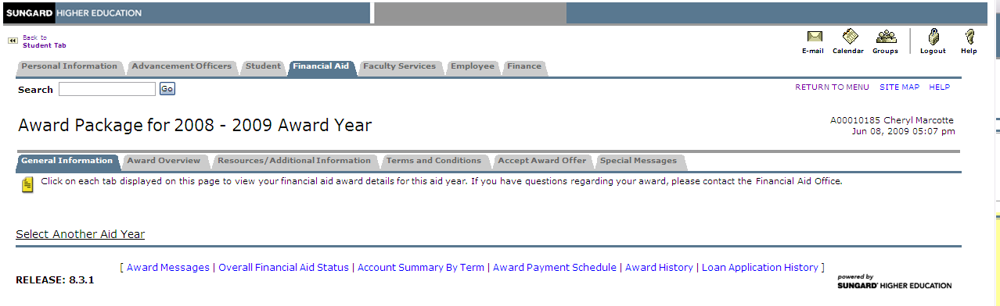 SUNGARD HIGHER EDUCATION
Back to
Student Tab
E-mail Calendar Groups Logout Help
Personal Information Advancement Officers Student Financial Aid Faculty Services Employee Finance
Search Go
RETURN TO MENU SITE MAP HELP
Award Package for 2008 - 2009 Award Year
A00010185 Cheryl Marcotte
Jun 08, 2009 05:07 pm
General Information Award Overview Resources/Additional Information Terms and Conditions Accept Award Offer Special Messages
Click on each tab displayed on this page to view your financial aid award details for this aid year. If you have questions regarding your award, please contact the Financial Aid Office.
Select Another Aid Year
[ Award Messages | Overall Financial Aid Status | Account Summary By Term | Award Payment Schedule | Award History | Loan Application History ]
RELEASE: 8.3.1
powered by
SUNGARD' HIGHER EDUCATION